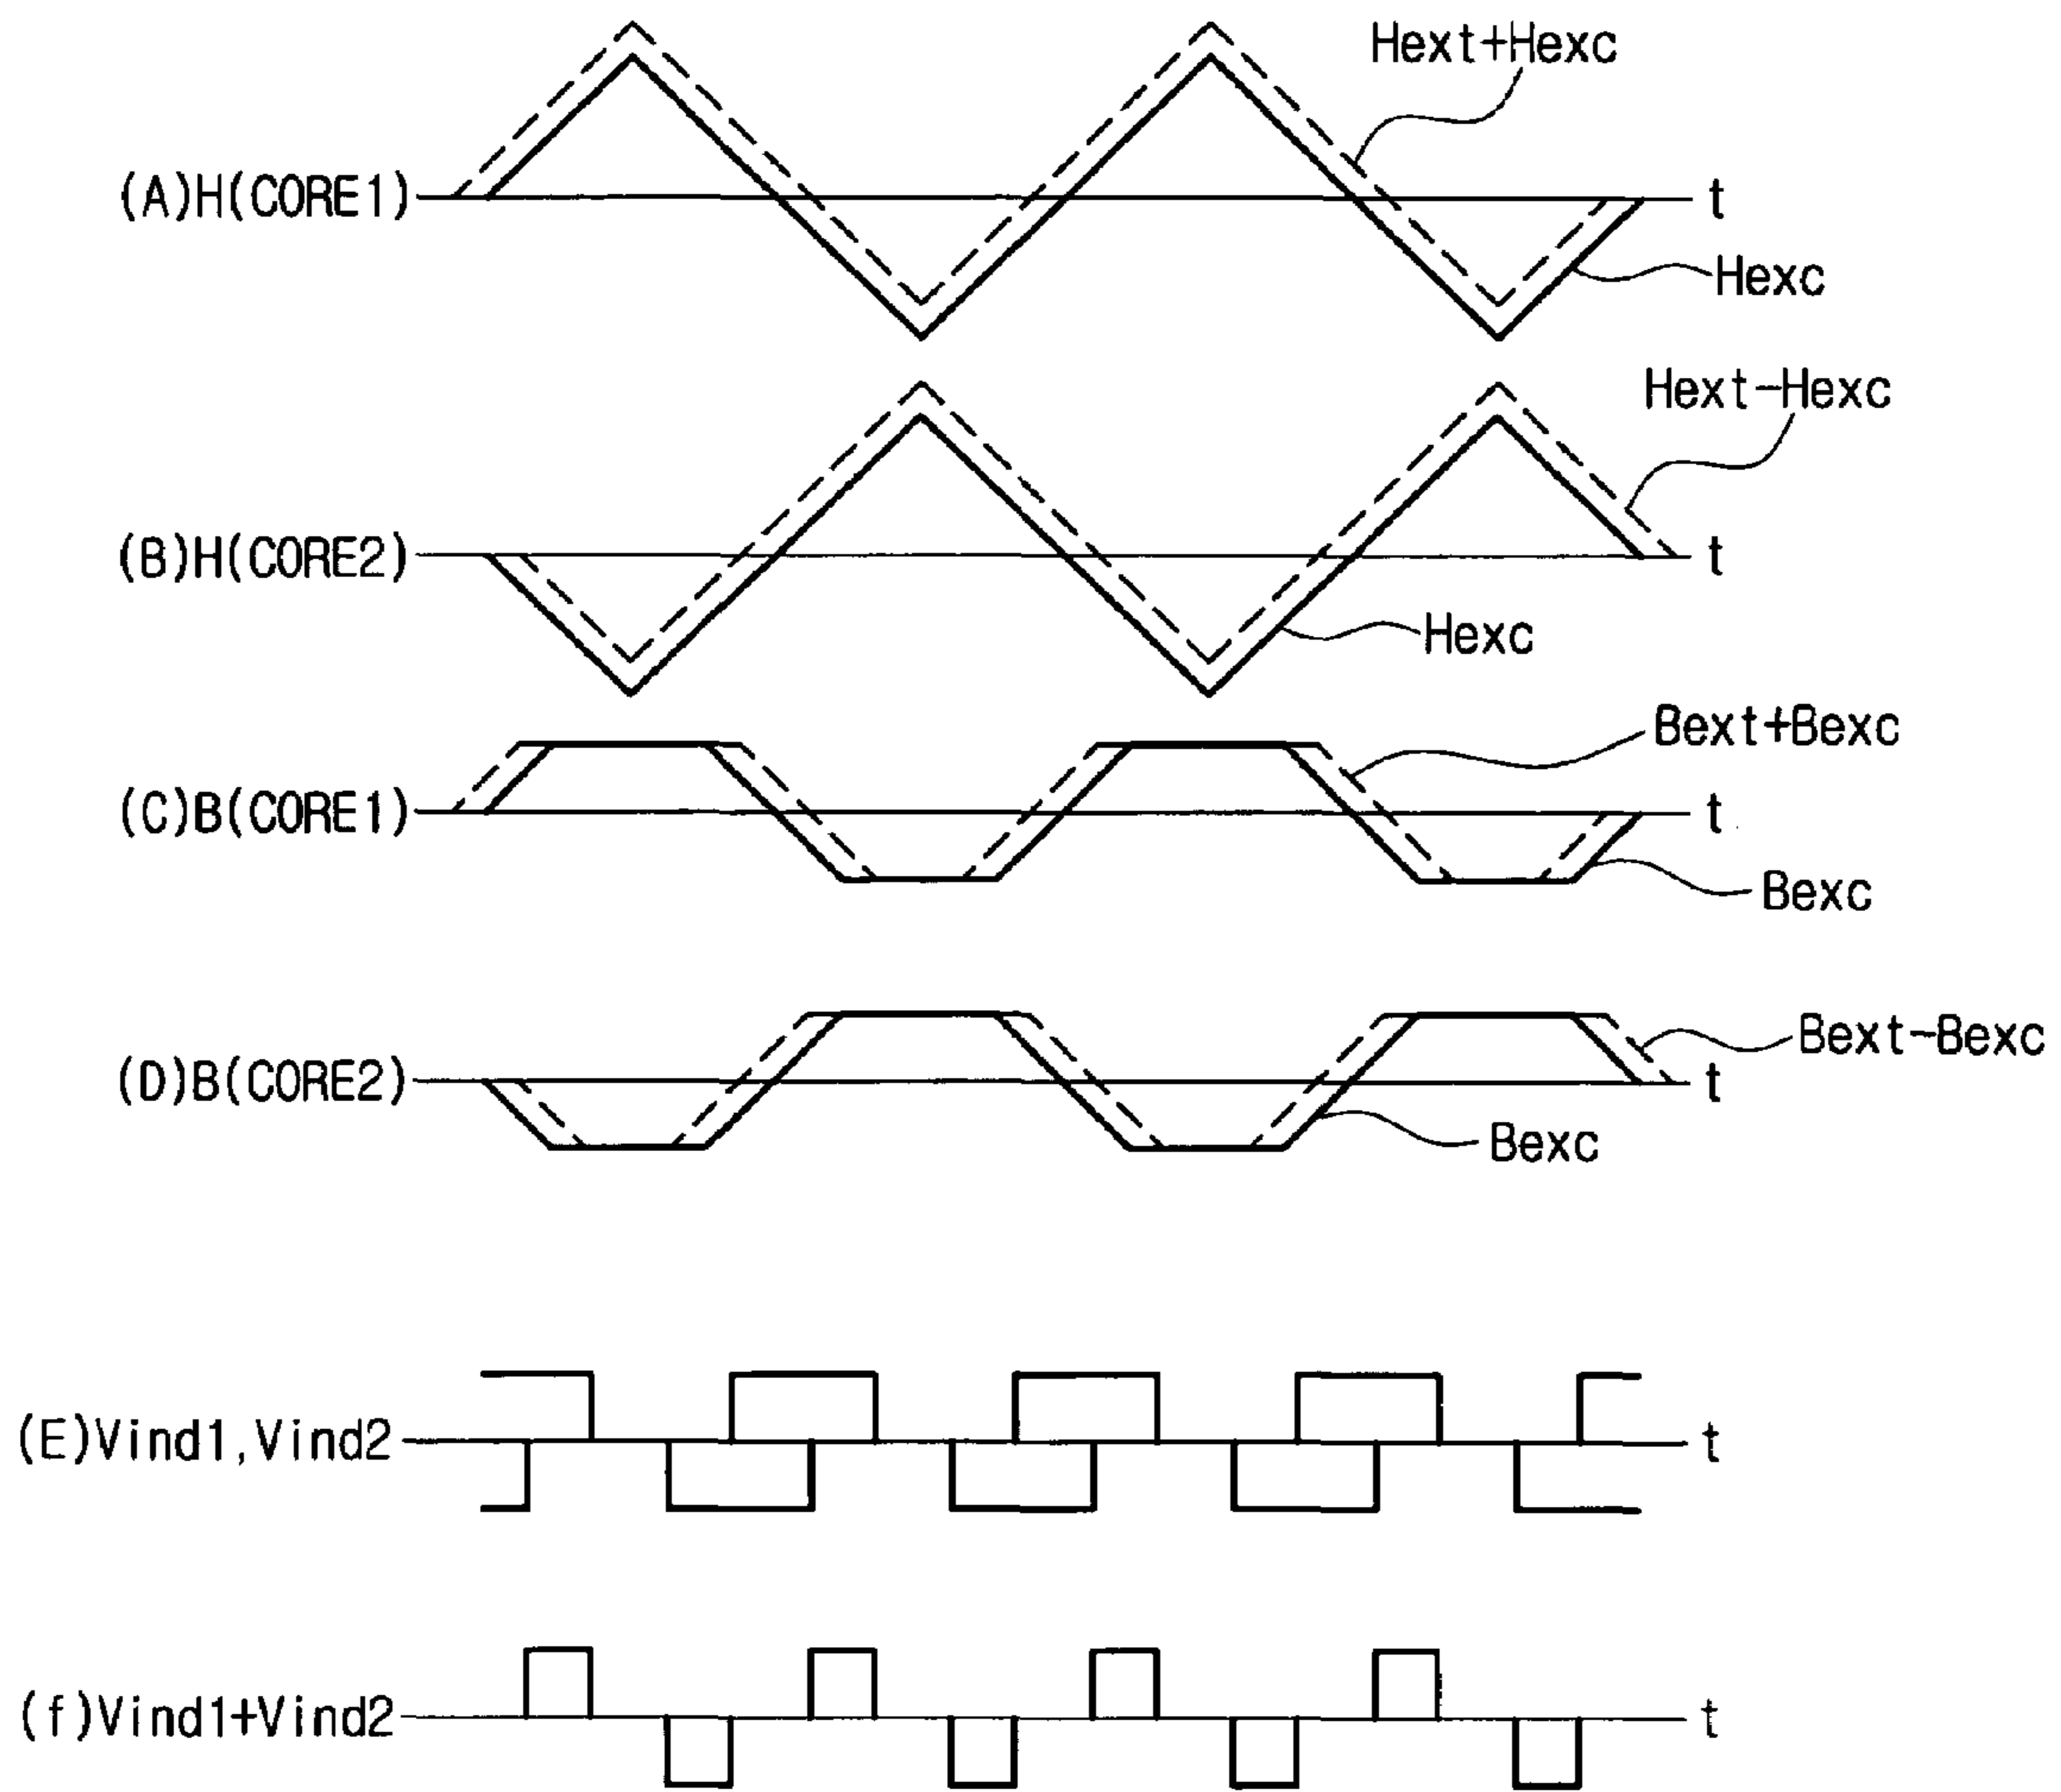 Hext+Hexc
(A)H(CORE1)
t
Hexc
Hext-Hexc
(B)H(CORE2)
t
Hexc
Bext+Bexc
(C)B(CORE1)
t
Bexc
Bext-Bexc
(D)B(CORE2)
t
Bexc
(E)Vind1,Vind2
t
(f)Vind1+Vind2
t